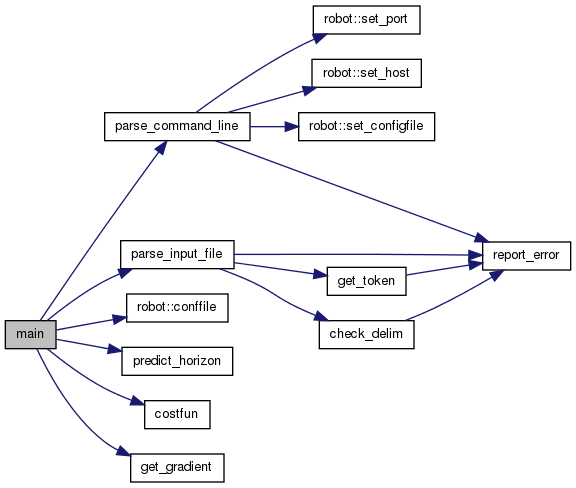 robot::set_port
robot::set_host
parse_command_line
robot::set_configfile
parse_input_file
report_error
get_token
robot::conffile
main
check_delim
predict_horizon
costfun
get_gradient